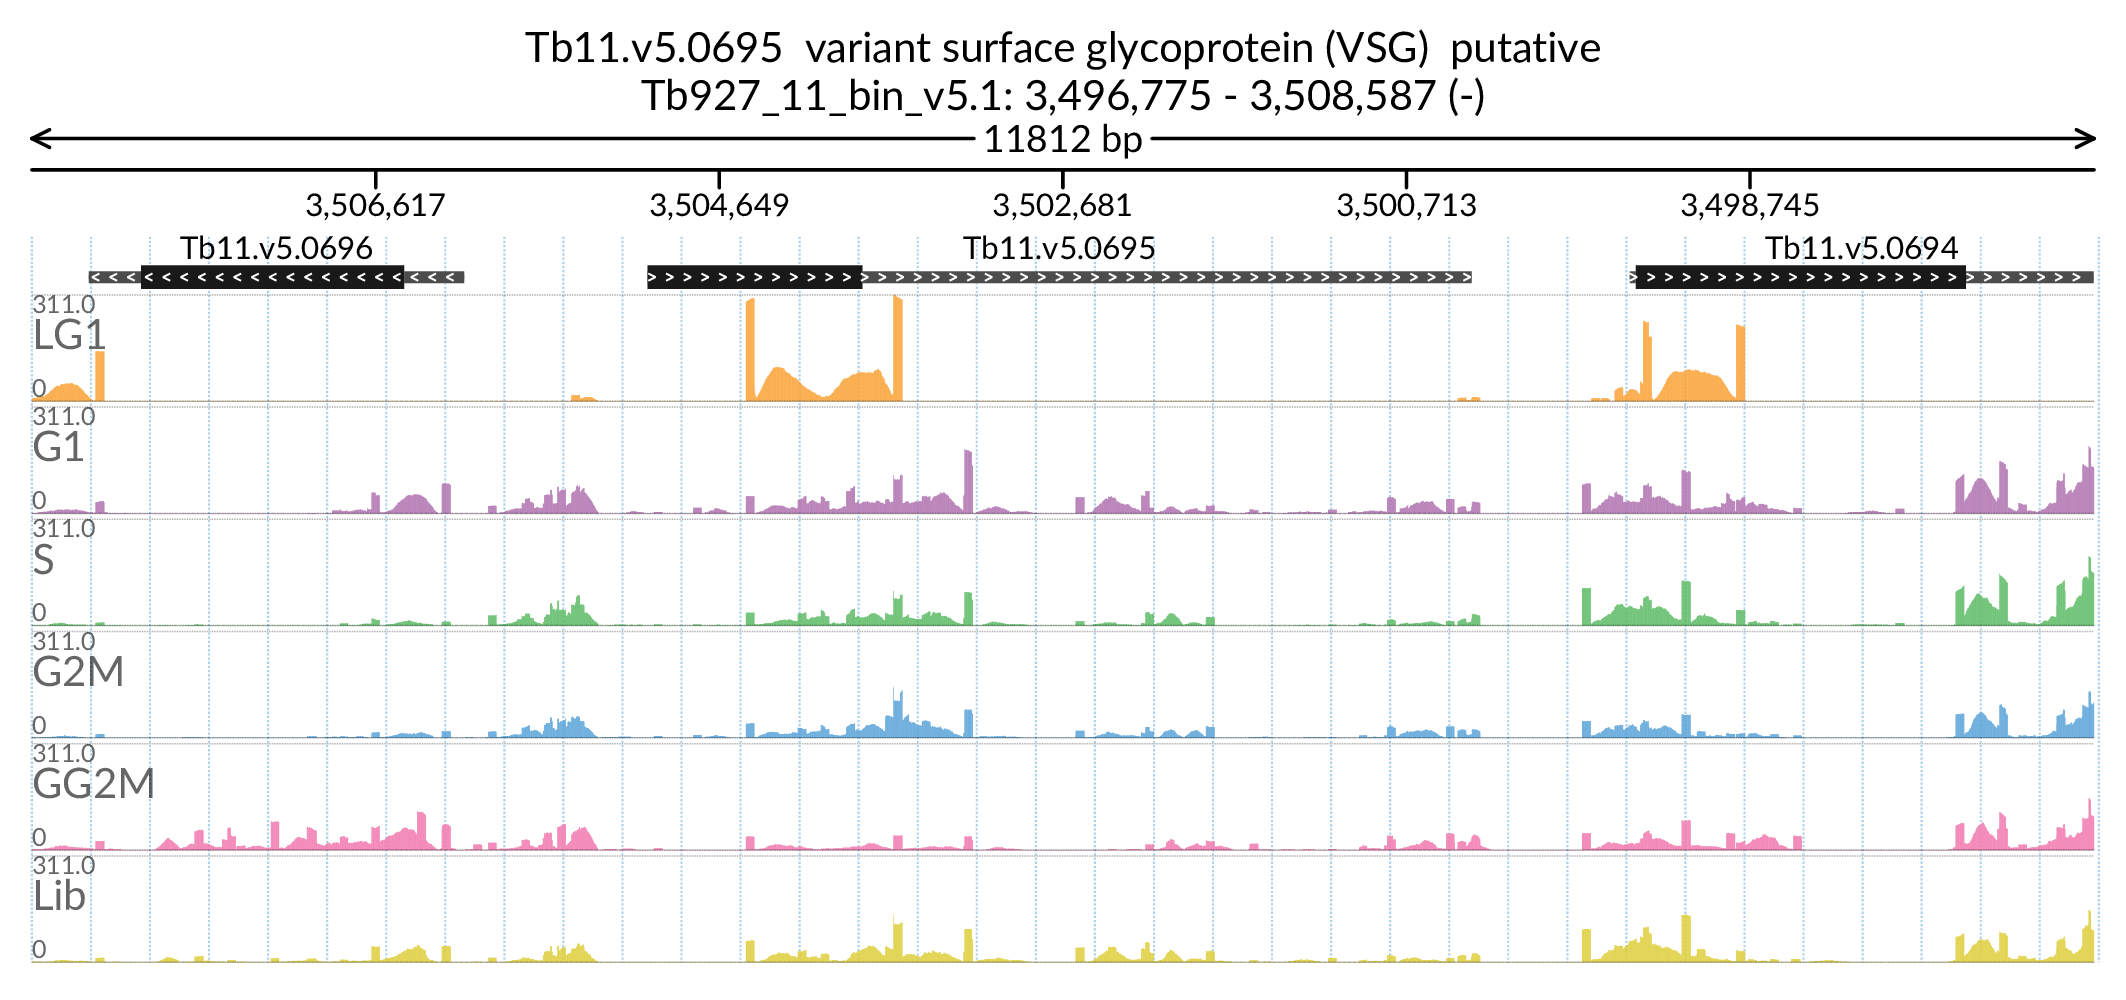 Tb11.v5.0695  variant surface glycoprotein (VSG)  putative
Tb927_11_bin_v5.1: 3,496,775 - 3,508,587 (-)
11812 bp
3,506,617 3,504,649 3,502,681 3,500,713 3,498,745
Tb11.v5.0696 Tb11.v5.0695 Tb11.v5.0694
311.0
LG1
0
311.0
G1
0
311.0
S
0
311.0
G2M
0
311.0
GG2M
0
311.0
Lib
0